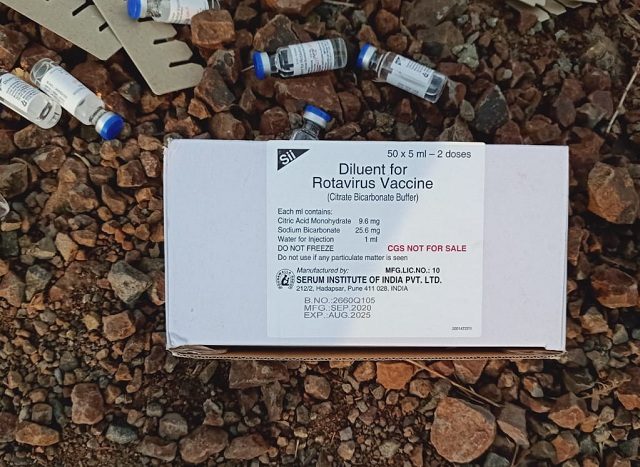 Sii
50 x 5 ml – 2 doses
Diluent for
Rotavirus Vaccine
(Citrate Bicarbonate Buffer)
Each ml contains:
Citric Acid Monohydrate 9.6 mg
Sodium Bicarbonate 25.6 mg
Water for Injection 1 ml
DO NOT FREEZE CGS NOT FOR SALE
Do not use if any particulate matter is seen
Manufactured by: MFG.LIC.NO.: 10
SERUM INSTITUTE OF INDIA PVT. LTD.
212/2, Hadapsar, Pune 411 028, INDIA
B.NO.:2660Q105
MFG.:SEP.2020
EXP.:AUG.2025